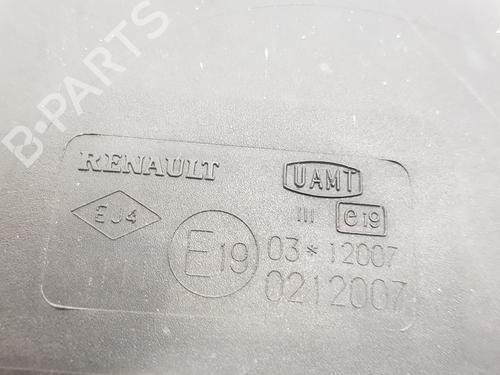 B-PARTS
RENAULT
UAMT
EJ4
III e19
E19 03*12007
0212007